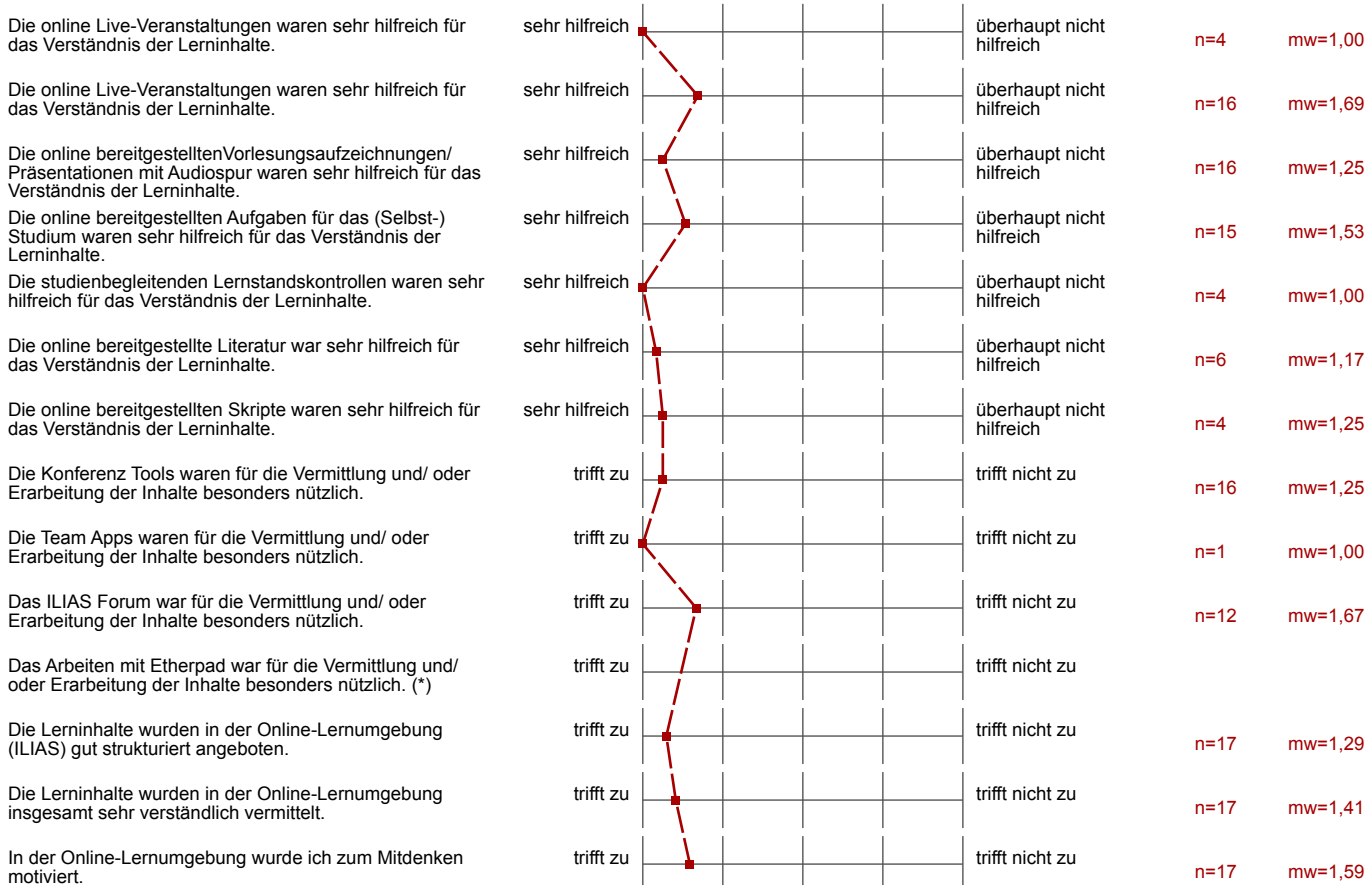 Die online Live-Veranstaltungen waren sehr hilfreich für
das Verständnis der Lerninhalte.
sehr hilfreich
überhaupt nicht
hilfreich
n=4
mw=1,00
Die online Live-Veranstaltungen waren sehr hilfreich für
das Verständnis der Lerninhalte.
sehr hilfreich
überhaupt nicht
hilfreich
n=16
mw=1,69
Die online bereitgestelltenVorlesungsaufzeichnungen/
Präsentationen mit Audiospur waren sehr hilfreich für das
Verständnis der Lerninhalte.
sehr hilfreich
überhaupt nicht
hilfreich
n=16
mw=1,25
Die online bereitgestellten Aufgaben für das (Selbst-)
Studium waren sehr hilfreich für das Verständnis der
Lerninhalte.
sehr hilfreich
überhaupt nicht
hilfreich
n=15
mw=1,53
Die studienbegleitenden Lernstandskontrollen waren sehr
hilfreich für das Verständnis der Lerninhalte.
sehr hilfreich
überhaupt nicht
hilfreich
n=4
mw=1,00
Die online bereitgestellte Literatur war sehr hilfreich für
das Verständnis der Lerninhalte.
sehr hilfreich
überhaupt nicht
hilfreich
n=6
mw=1,17
Die online bereitgestellten Skripte waren sehr hilfreich für
das Verständnis der Lerninhalte.
sehr hilfreich
überhaupt nicht
hilfreich
n=4
mw=1,25
Die Konferenz Tools waren für die Vermittlung und/ oder
Erarbeitung der Inhalte besonders nützlich.
trifft zu
trifft nicht zu
n=16
mw=1,25
Die Team Apps waren für die Vermittlung und/ oder
Erarbeitung der Inhalte besonders nützlich.
trifft zu
trifft nicht zu
n=1
mw=1,00
Das ILIAS Forum war für die Vermittlung und/ oder
Erarbeitung der Inhalte besonders nützlich.
trifft zu
trifft nicht zu
n=12
mw=1,67
Das Arbeiten mit Etherpad war für die Vermittlung und/
oder Erarbeitung der Inhalte besonders nützlich. (*)
trifft zu
trifft nicht zu
Die Lerninhalte wurden in der Online-Lernumgebung
(ILIAS) gut strukturiert angeboten.
trifft zu
trifft nicht zu
n=17
mw=1,29
Die Lerninhalte wurden in der Online-Lernumgebung
insgesamt sehr verständlich vermittelt.
trifft zu
trifft nicht zu
n=17
mw=1,41
In der Online-Lernumgebung wurde ich zum Mitdenken
motiviert.
trifft zu
trifft nicht zu
n=17
mw=1,59